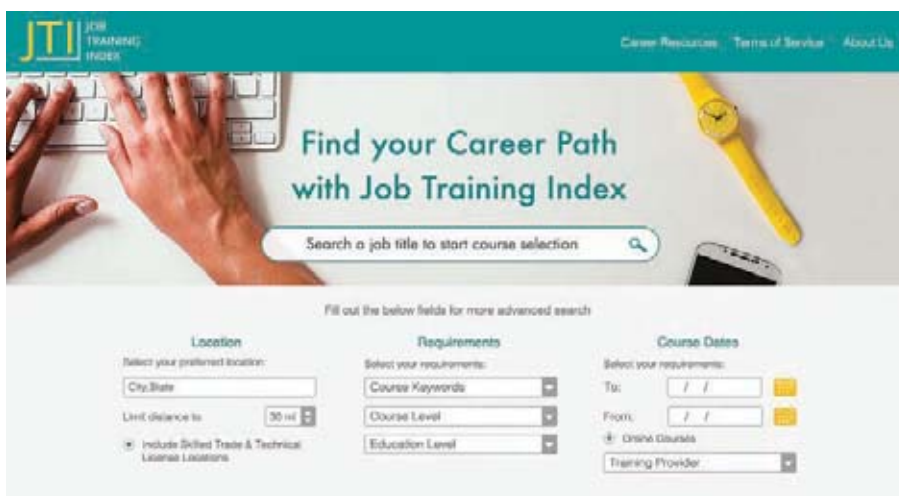 JTI JOB
TRAINING
INDEX
Career Resources Terms of Service About Us
Find your Career Path
with Job Training Index
Search a job title to start course selection
Fill out the below fields for more advanced search
Location
Select your preferred location:
City,State
Limit distance to: 30 mi
Include Skilled Trade & Technical
License Locations
Requirements
Select your requirements:
Course Keywords
Course Level
Education Level
Course Dates
Select your requirements:
To: / /
From: / /
Online Courses
Training Provider